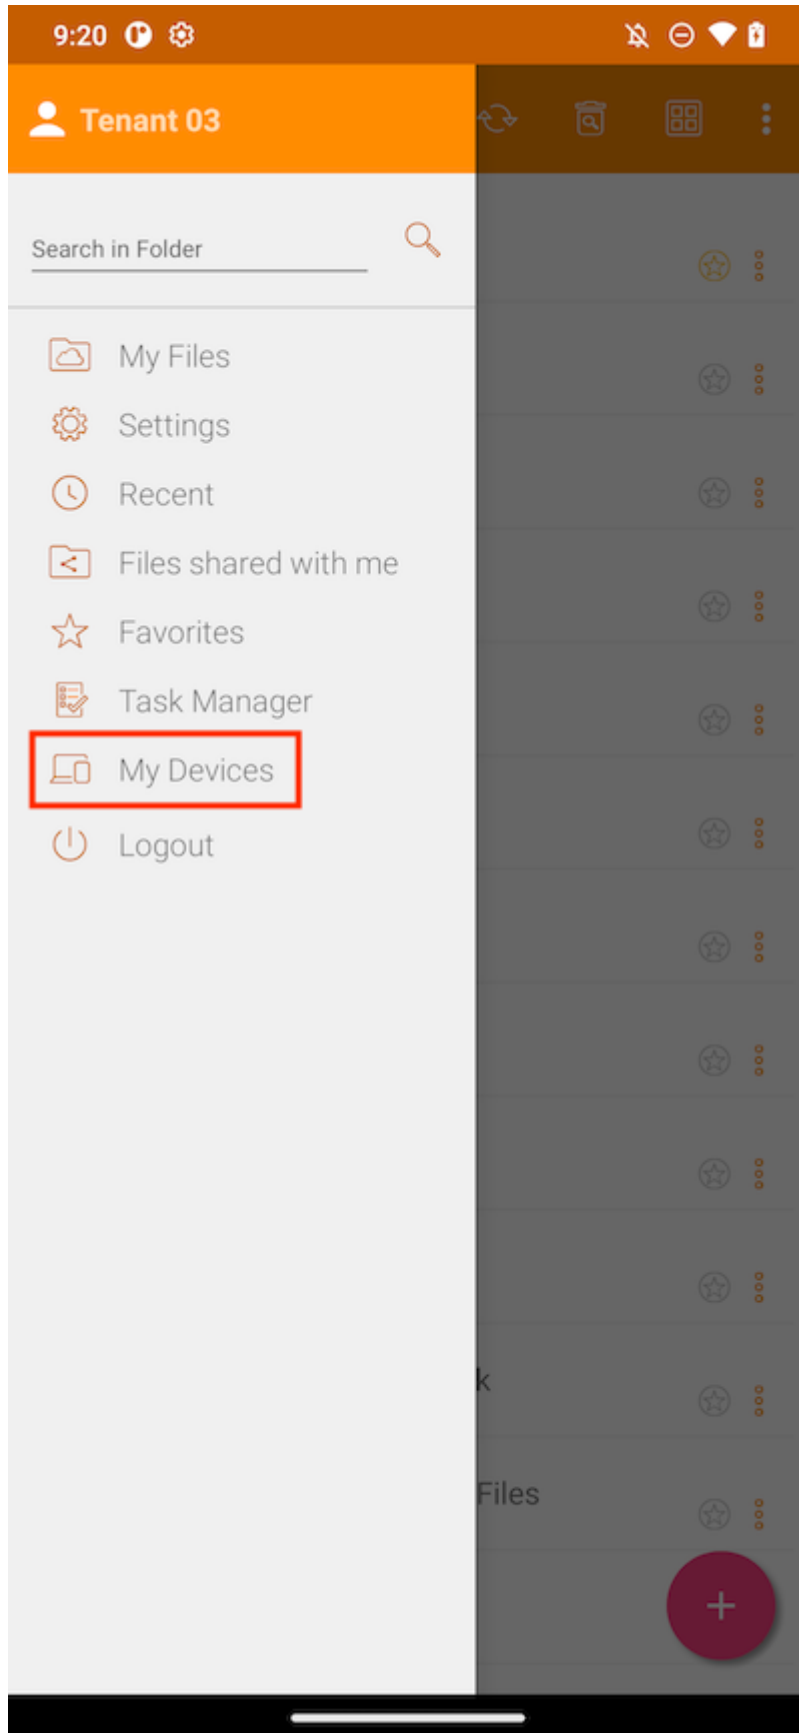 9:20
Tenant 03
Search in Folder
My Files
Settings
Recent
Files shared with me
Favorites
Task Manager
My Devices
Logout
k
Files